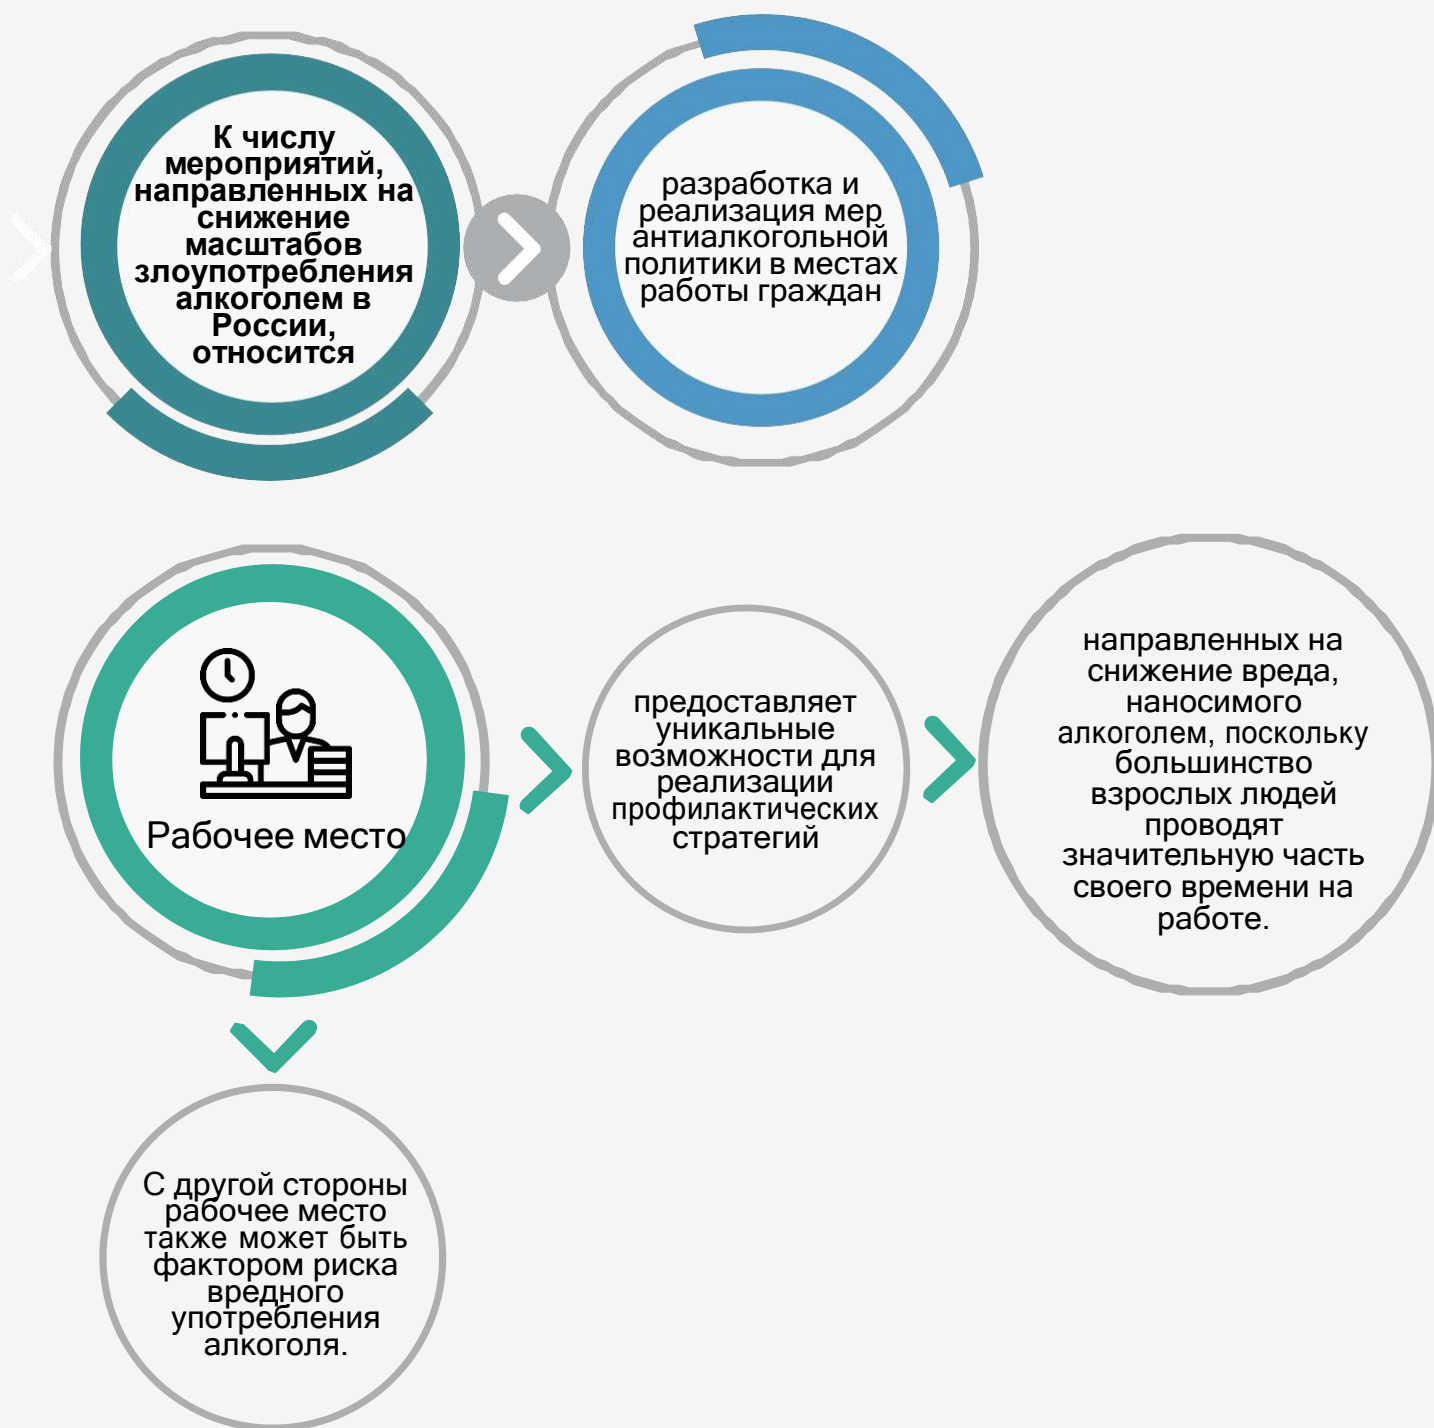 К числу
мероприятий,
направленных на
снижение
масштабов
злоупотребления
алкоголем в
России,
относится
разработка и
реализация мер
антиалкогольной
политики в местах
работы граждан
Рабочее место
предоставляет
уникальные
возможности для
реализации
профилактических
стратегий
направленных на
снижение вреда,
наносимого
алкоголем, поскольку
большинство
взрослых людей
проводят
значительную часть
своего времени на
работе.
С другой стороны
рабочее место
также может быть
фактором риска
вредного
употребления
алкоголя.